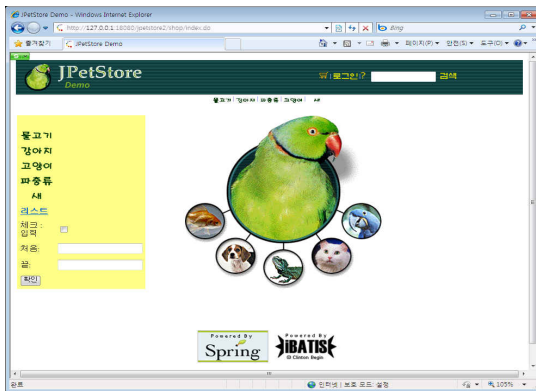 JPetStore Demo - Windows Internet Explorer
http://127.0.0.1:18080/jpetstore2/shop/index.do
Bing
즐겨찾기
JPetStore Demo
페이지(P)
안전(S)
도구(O)
JPetStore
Demo
로그인
?
검색
물고기 | 강아지 | 파충류 | 고양이 | 새
물고기
강아지
고양이
파충류
새
리스트
체크 :
입력
처음:
끝:
확인
Powered By
Spring
Powered By
iBATIS
© Clinton Begin
완료
인터넷 | 보호 모드: 설정
105%